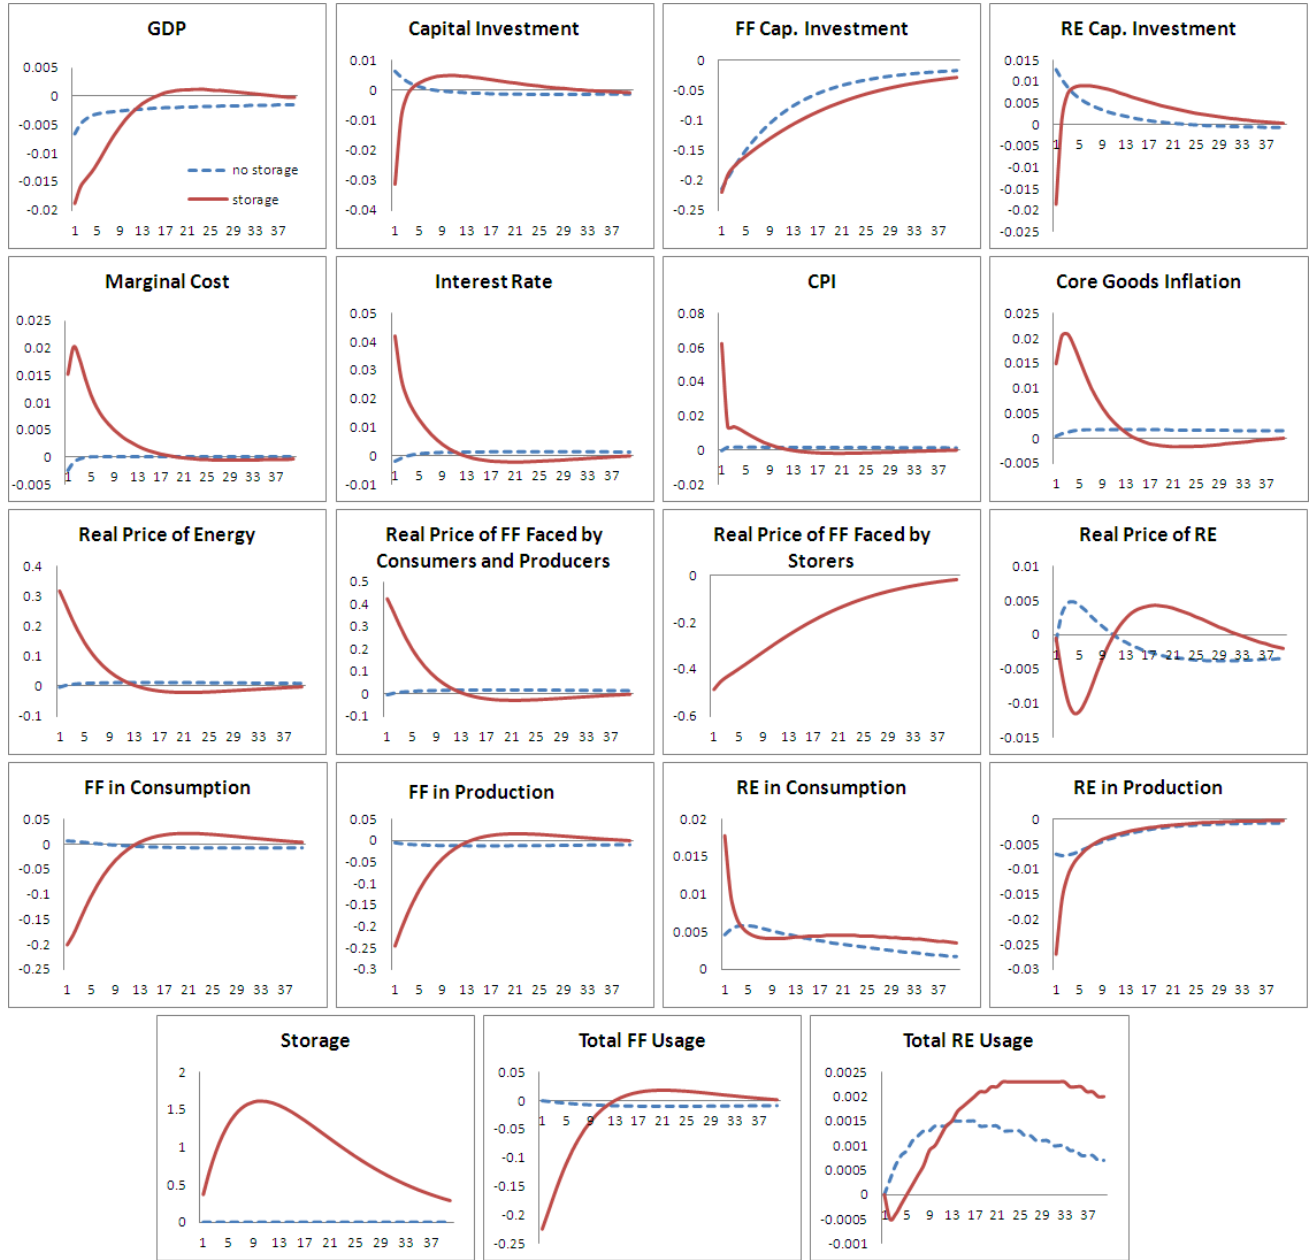 GDP
0.005
0
-0.005
-0.01
-0.015
-0.02
no storage
storage
1 5 9 13 17 21 25 29 33 37
Capital Investment
0.01
0
-0.01
-0.02
-0.03
-0.04
1 5 9 13 17 21 25 29 33 37
FF Cap. Investment
0
-0.05
-0.1
-0.15
-0.2
-0.25
1 5 9 13 17 21 25 29 33 37
RE Cap. Investment
0.015
0.01
0.005
0
-0.005
-0.01
-0.015
-0.02
-0.025
1 5 9 13 17 21 25 29 33 37
Marginal Cost
0.025
0.02
0.015
0.01
0.005
0
-0.005
1 5 9 13 17 21 25 29 33 37
Interest Rate
0.05
0.04
0.03
0.02
0.01
0
-0.01
1 5 9 13 17 21 25 29 33 37
CPI
0.08
0.06
0.04
0.02
0
-0.02
1 5 9 13 17 21 25 29 33 37
Core Goods Inflation
0.025
0.02
0.015
0.01
0.005
0
-0.005
1 5 9 13 17 21 25 29 33 37
Real Price of Energy
0.4
0.3
0.2
0.1
0
-0.1
1 5 9 13 17 21 25 29 33 37
Real Price of FF Faced by
Consumers and Producers
0.5
0.4
0.3
0.2
0.1
0
-0.1
1 5 9 13 17 21 25 29 33 37
Real Price of FF Faced by
Storers
0
-0.2
-0.4
-0.6
1 5 9 13 17 21 25 29 33 37
Real Price of RE
0.01
0.005
0
-0.005
-0.01
-0.015
1 5 9 13 17 21 25 29 33 37
FF in Consumption
0.05
0
-0.05
-0.1
-0.15
-0.2
-0.25
1 5 9 13 17 21 25 29 33 37
FF in Production
0.05
0
-0.05
-0.1
-0.15
-0.2
-0.25
-0.3
1 5 9 13 17 21 25 29 33 37
RE in Consumption
0.02
0.015
0.01
0.005
0
1 5 9 13 17 21 25 29 33 37
RE in Production
0
-0.005
-0.01
-0.015
-0.02
-0.025
-0.03
1 5 9 13 17 21 25 29 33 37
Storage
2
1.5
1
0.5
0
1 5 9 13 17 21 25 29 33 37
Total FF Usage
0.05
0
-0.05
-0.1
-0.15
-0.2
-0.25
1 5 9 13 17 21 25 29 33 37
Total RE Usage
0.0025
0.002
0.0015
0.001
0.0005
0
-0.0005
-0.001
1 5 9 13 17 21 25 29 33 37